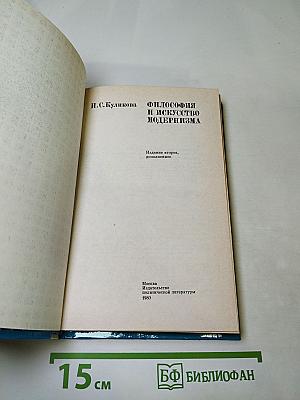 И. С. Куликова
ФИЛОСОФИЯ
И ИСКУССТВО
МОДЕРНИЗМА
Издание второе,
дополненное
Москва
Издательство
политической литературы
1980
15 см
БФ БИБЛИОФАН